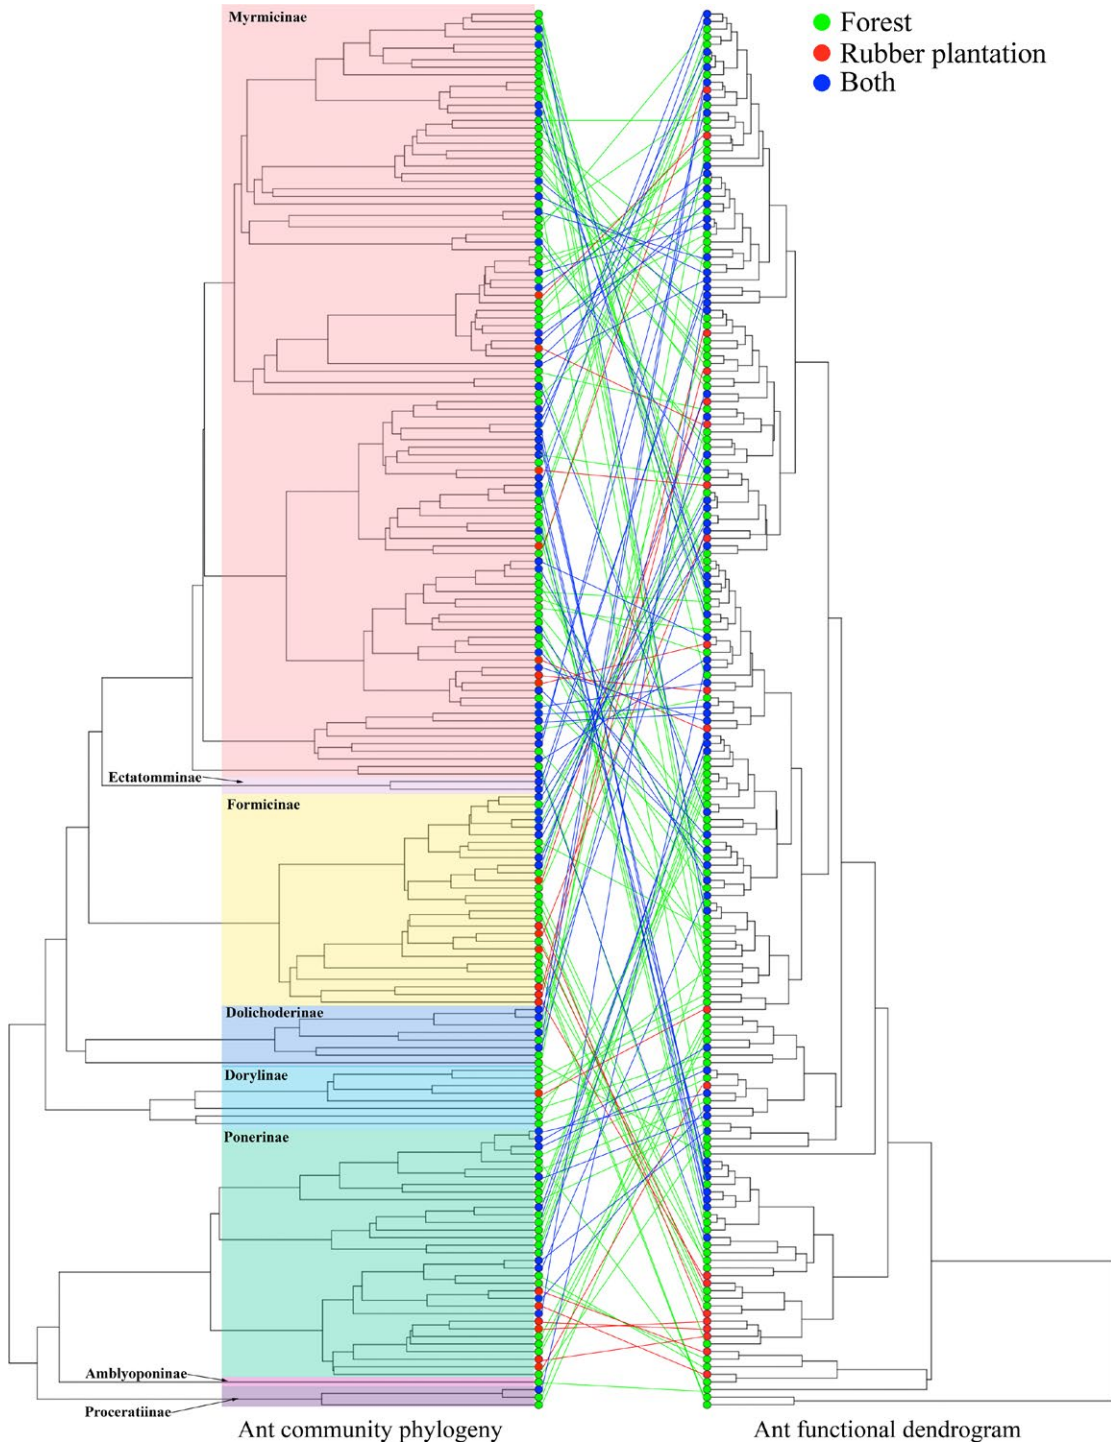 Myrmicinae
Forest
Rubber plantation
Both
Ectatomminae
Formicinae
Dolichoderinae
Dorylinae
Ponerinae
Amblyoponinae
Proceratiinae
Ant community phylogeny
Ant functional dendrogram